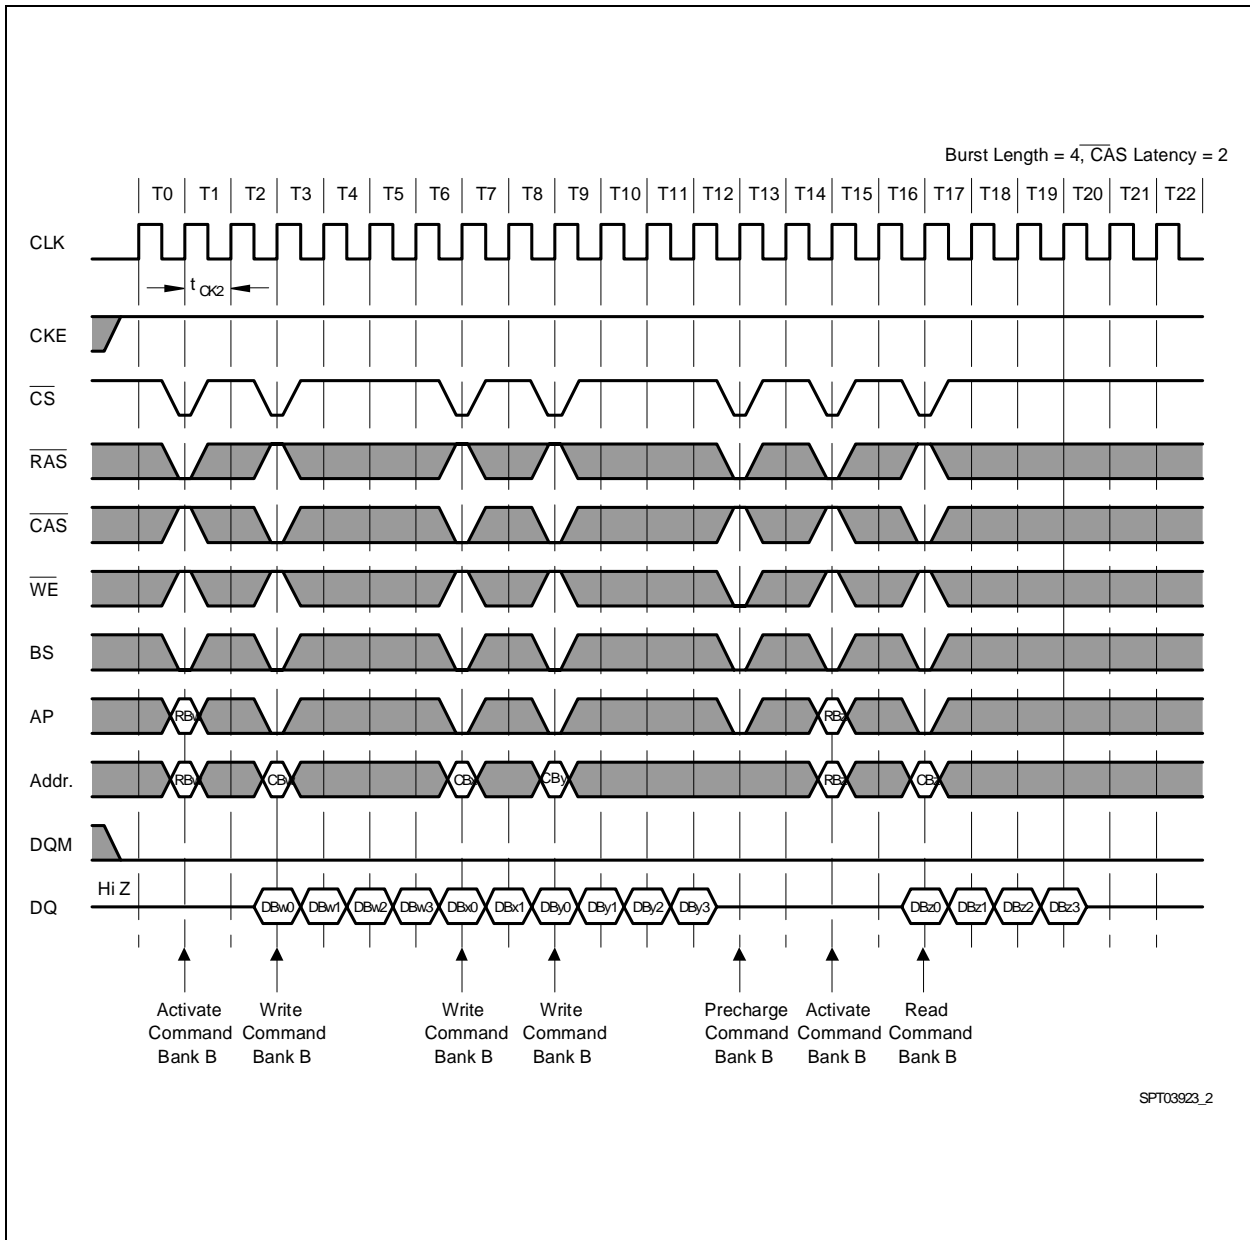 Burst Length = 4, CAS Latency = 2
T0 T1 T2 T3 T4 T5 T6 T7 T8 T9 T10 T11 T12 T13 T14 T15 T16 T17 T18 T19 T20 T21 T22
CLK
t CK2
CKE
CS
RAS
CAS
WE
BS
AP RBz
Addr. CBy RBz CBz
DQM
Hi Z
DQ DBw0 DBw1 DBw2 DBw3 DBx0 DBx1 DBy0 DBy1 DBy2 DBy3 DBz0 DBz1 DBz2 DBz3
Activate Write Write Write Precharge Activate Read
Command Command Command Command Command Command Command
Bank B Bank B Bank B Bank B Bank B Bank B Bank B
SPT03923_2